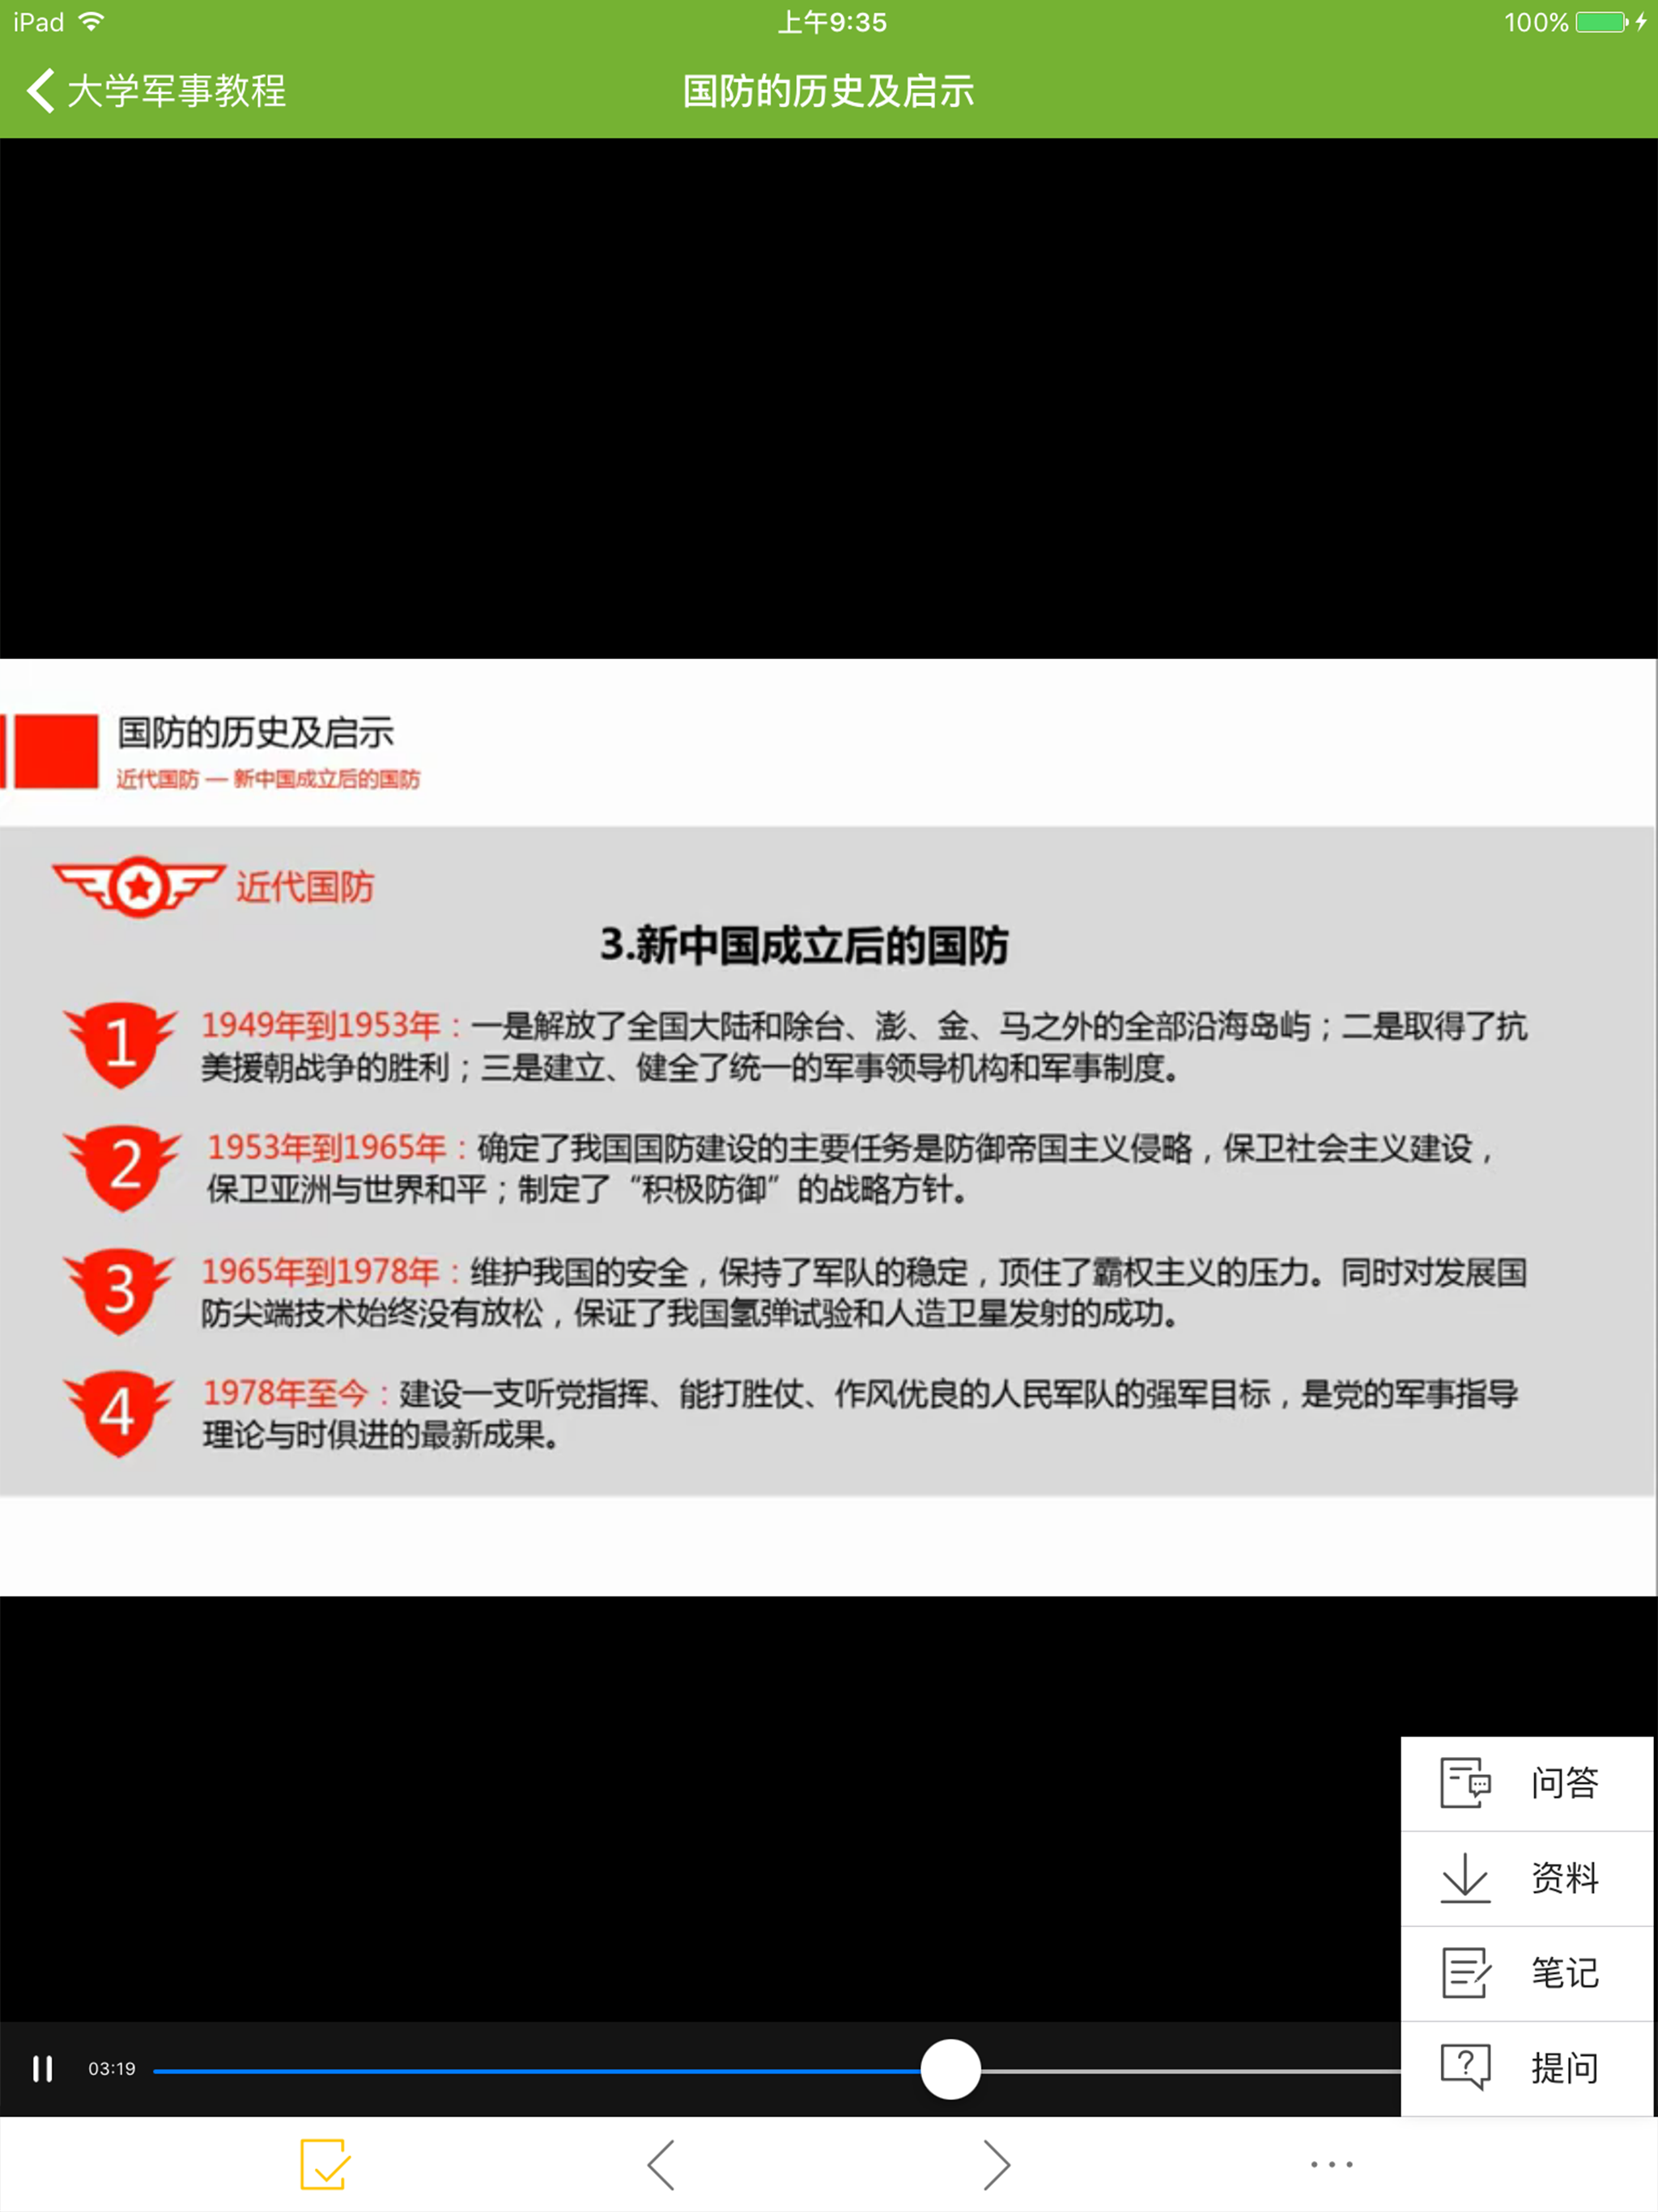 iPad
上午9:35
100%
大学军事教程
国防的历史及启示
国防的历史及启示
近代国防 — 新中国成立后的国防
近代国防
3.新中国成立后的国防
1
1949年到1953年：一是解放了全国大陆和除台、澎、金、马之外的全部沿海岛屿；二是取得了抗
美援朝战争的胜利；三是建立、健全了统一的军事领导机构和军事制度。
2
1953年到1965年：确定了我国国防建设的主要任务是防御帝国主义侵略，保卫社会主义建设，
保卫亚洲与世界和平；制定了“积极防御”的战略方针。
3
1965年到1978年：维护我国的安全，保持了军队的稳定，顶住了霸权主义的压力。同时对发展国
防尖端技术始终没有放松，保证了我国氢弹试验和人造卫星发射的成功。
4
1978年至今：建设一支听党指挥、能打胜仗、作风优良的人民军队的强军目标，是党的军事指导
理论与时俱进的最新成果。
问答
资料
笔记
提问
03:19